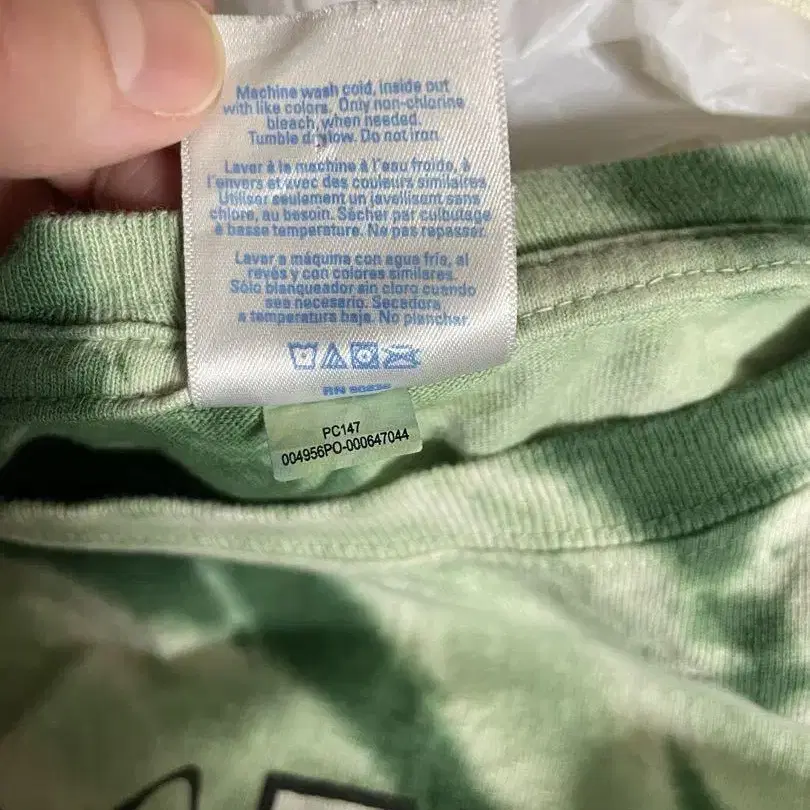 Machine wash cold, inside out
with like colors. Only non-chlorine
bleach, when needed.
Tumble dry low. Do not iron.
Laver à la machine à l'eau froide, à
l'envers et avec des couleurs similaires
Utiliser seulement un javellisant sans
chlore, au besoin. Sécher par culbutage
à basse température. Ne pas repasser.
Lavar a máquina con agua fría, al
revés y con colores similares.
Sólo blanqueador sin cloro cuando
sea necesario. Secadora
a temperatura baja. No planchar.
RN
PC147
004956PO-000647044